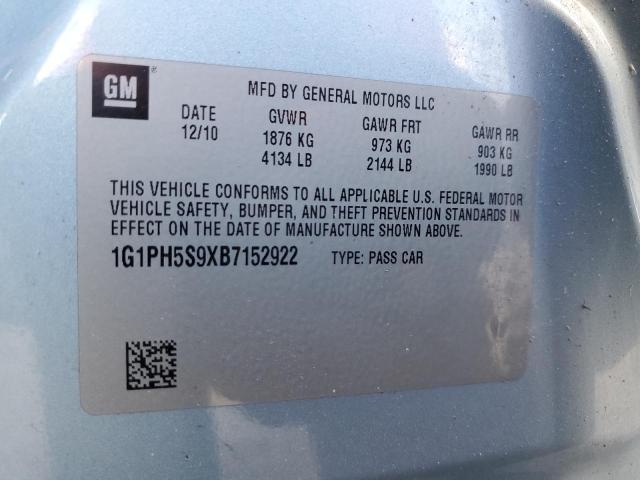 GM®
MFD BY GENERAL MOTORS LLC
DATE GVWR GAWR FRT GAWR RR
12/10 1876 KG 973 KG 903 KG
4134 LB 2144 LB 1990 LB
THIS VEHICLE CONFORMS TO ALL APPLICABLE U.S. FEDERAL MOTOR
VEHICLE SAFETY, BUMPER, AND THEFT PREVENTION STANDARDS IN
EFFECT ON THE DATE OF MANUFACTURE SHOWN ABOVE.
1G1PH5S9XB7152922 TYPE: PASS CAR